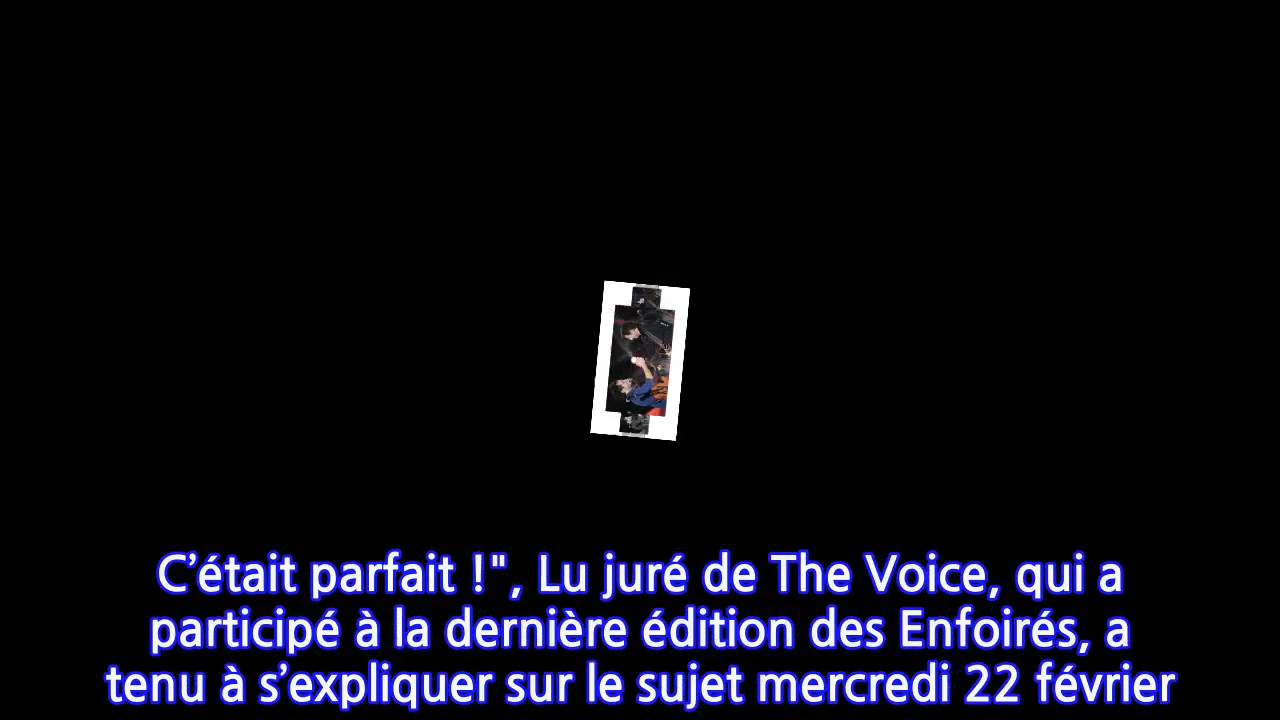 C’était parfait !", Lu juré de The Voice, qui a
participé à la dernière édition des Enfoirés, a
tenu à s’expliquer sur le sujet mercredi 22 février